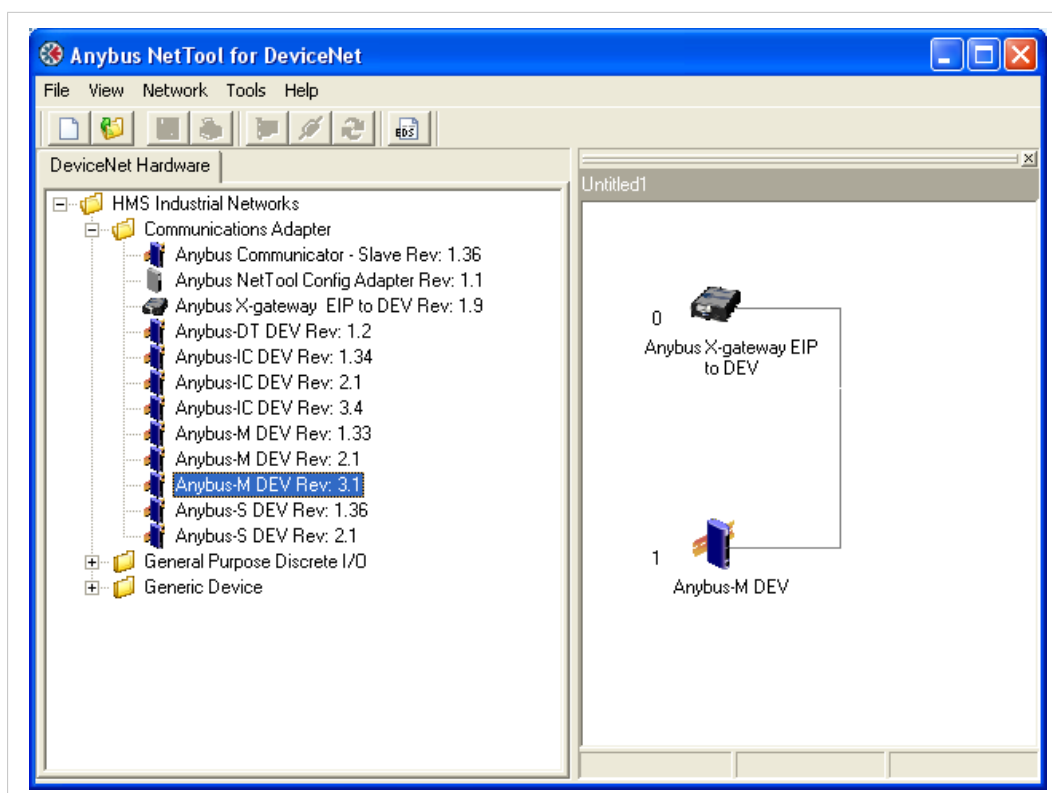 Anybus NetTool for DeviceNet
File View Network Tools Help
EDS
DeviceNet Hardware
HMS Industrial Networks
Communications Adapter
Anybus Communicator - Slave Rev: 1.36
Anybus NetTool Config Adapter Rev: 1.1
Anybus X-gateway EIP to DEV Rev: 1.9
Anybus-DT DEV Rev: 1.2
Anybus-IC DEV Rev: 1.34
Anybus-IC DEV Rev: 2.1
Anybus-IC DEV Rev: 3.4
Anybus-M DEV Rev: 1.33
Anybus-M DEV Rev: 2.1
Anybus-M DEV Rev: 3.1
Anybus-S DEV Rev: 1.36
Anybus-S DEV Rev: 2.1
General Purpose Discrete I/O
Generic Device
Untitled1
0
Anybus X-gateway EIP
to DEV
1
Anybus-M DEV